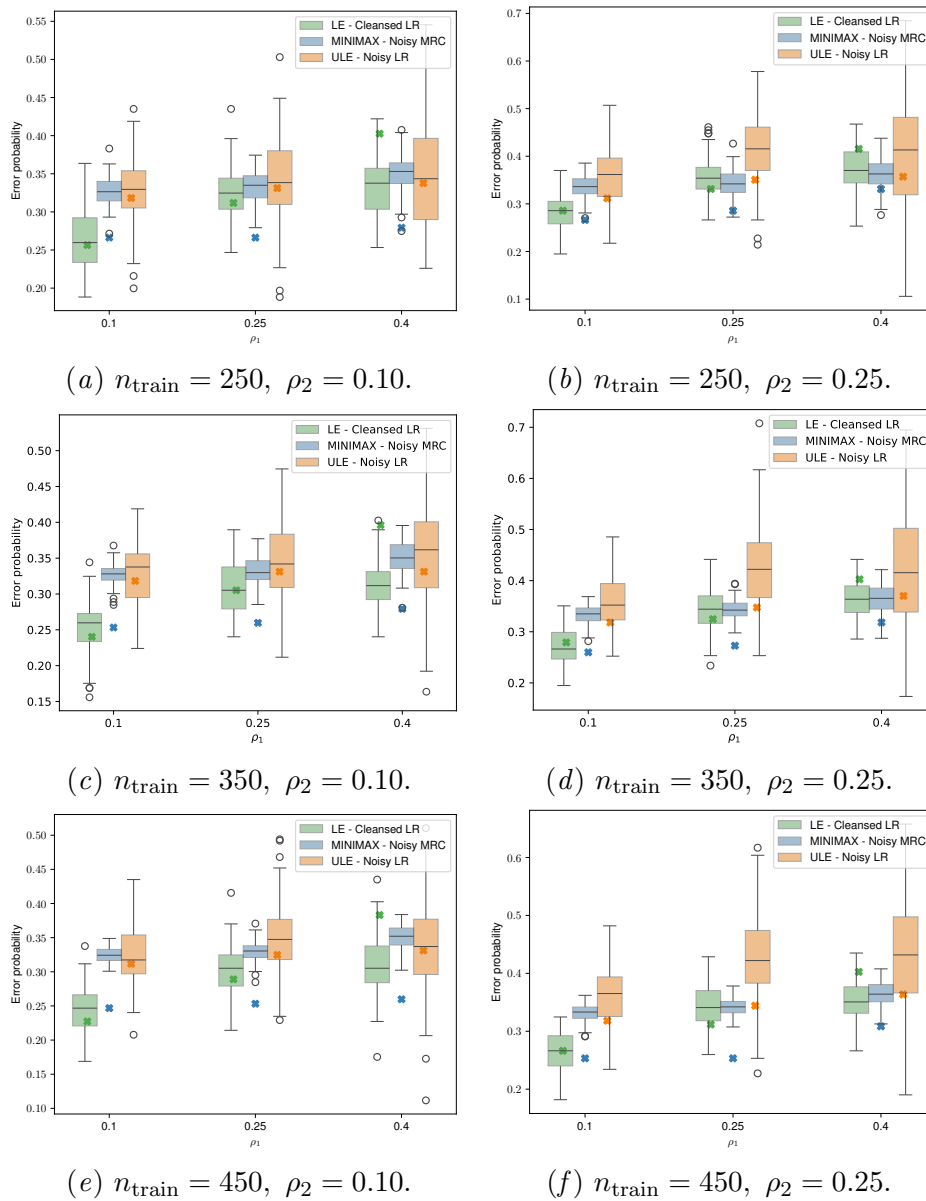 0.55
0.50
0.45
0.40
0.35
0.30
0.25
0.20
Error probability
LE - Cleansed LR
MINIMAX - Noisy MRC
ULE - Noisy LR
0.1 0.25 0.4
ρ₁
(a) n_train = 250, ρ₂ = 0.10.
0.7
0.6
0.5
0.4
0.3
0.2
0.1
Error probability
LE - Cleansed LR
MINIMAX - Noisy MRC
ULE - Noisy LR
0.1 0.25 0.4
ρ₁
(b) n_train = 250, ρ₂ = 0.25.
0.50
0.45
0.40
0.35
0.30
0.25
0.20
0.15
Error probability
LE - Cleansed LR
MINIMAX - Noisy MRC
ULE - Noisy LR
0.1 0.25 0.4
ρ₁
(c) n_train = 350, ρ₂ = 0.10.
0.7
0.6
0.5
0.4
0.3
0.2
Error probability
LE - Cleansed LR
MINIMAX - Noisy MRC
ULE - Noisy LR
0.1 0.25 0.4
ρ₁
(d) n_train = 350, ρ₂ = 0.25.
0.50
0.45
0.40
0.35
0.30
0.25
0.20
0.15
0.10
Error probability
LE - Cleansed LR
MINIMAX - Noisy MRC
ULE - Noisy LR
0.1 0.25 0.4
ρ₁
(e) n_train = 450, ρ₂ = 0.10.
0.6
0.5
0.4
0.3
0.2
Error probability
LE - Cleansed LR
MINIMAX - Noisy MRC
ULE - Noisy LR
0.1 0.25 0.4
ρ₁
(f) n_train = 450, ρ₂ = 0.25.